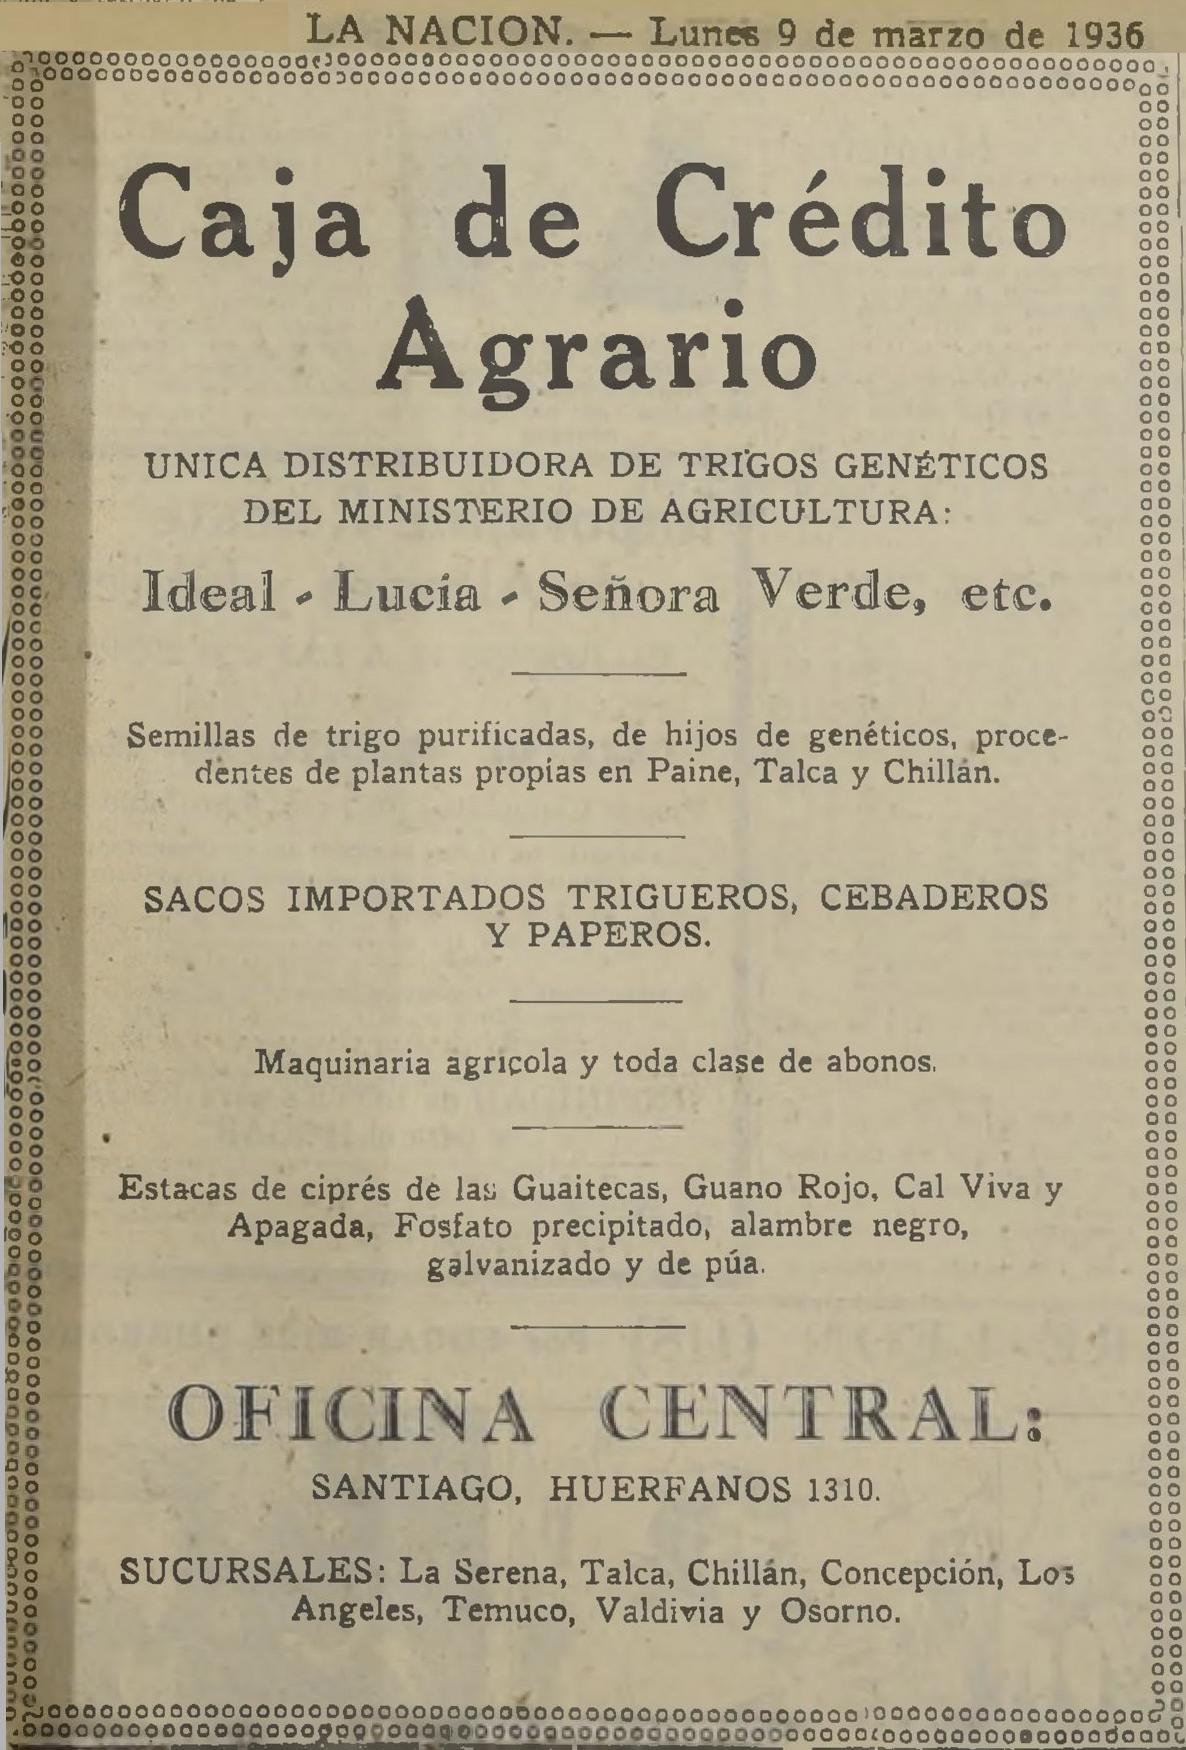 LA NACION. — Lunes 9 de marzo de 1936
Caja de Crédito
Agrario
UNICA DISTRIBUIDORA DE TRIGOS GENÉTICOS
DEL MINISTERIO DE AGRICULTURA:
Ideal - Lucía - Señora Verde, etc.
Semillas de trigo purificadas, de hijos de genéticos, proce-
dentes de plantas propias en Paine, Talca y Chillán.
SACOS IMPORTADOS TRIGUEROS, CEBADEROS
Y PAPEROS.
Maquinaria agrícola y toda clase de abonos.
Estacas de ciprés de las Guaitecas, Guano Rojo, Cal Viva y
Apagada, Fosfato precipitado, alambre negro,
galvanizado y de púa.
OFICINA CENTRAL:
SANTIAGO, HUERFANOS 1310.
SUCURSALES: La Serena, Talca, Chillán, Concepción, Los
Angeles, Temuco, Valdivia y Osorno.